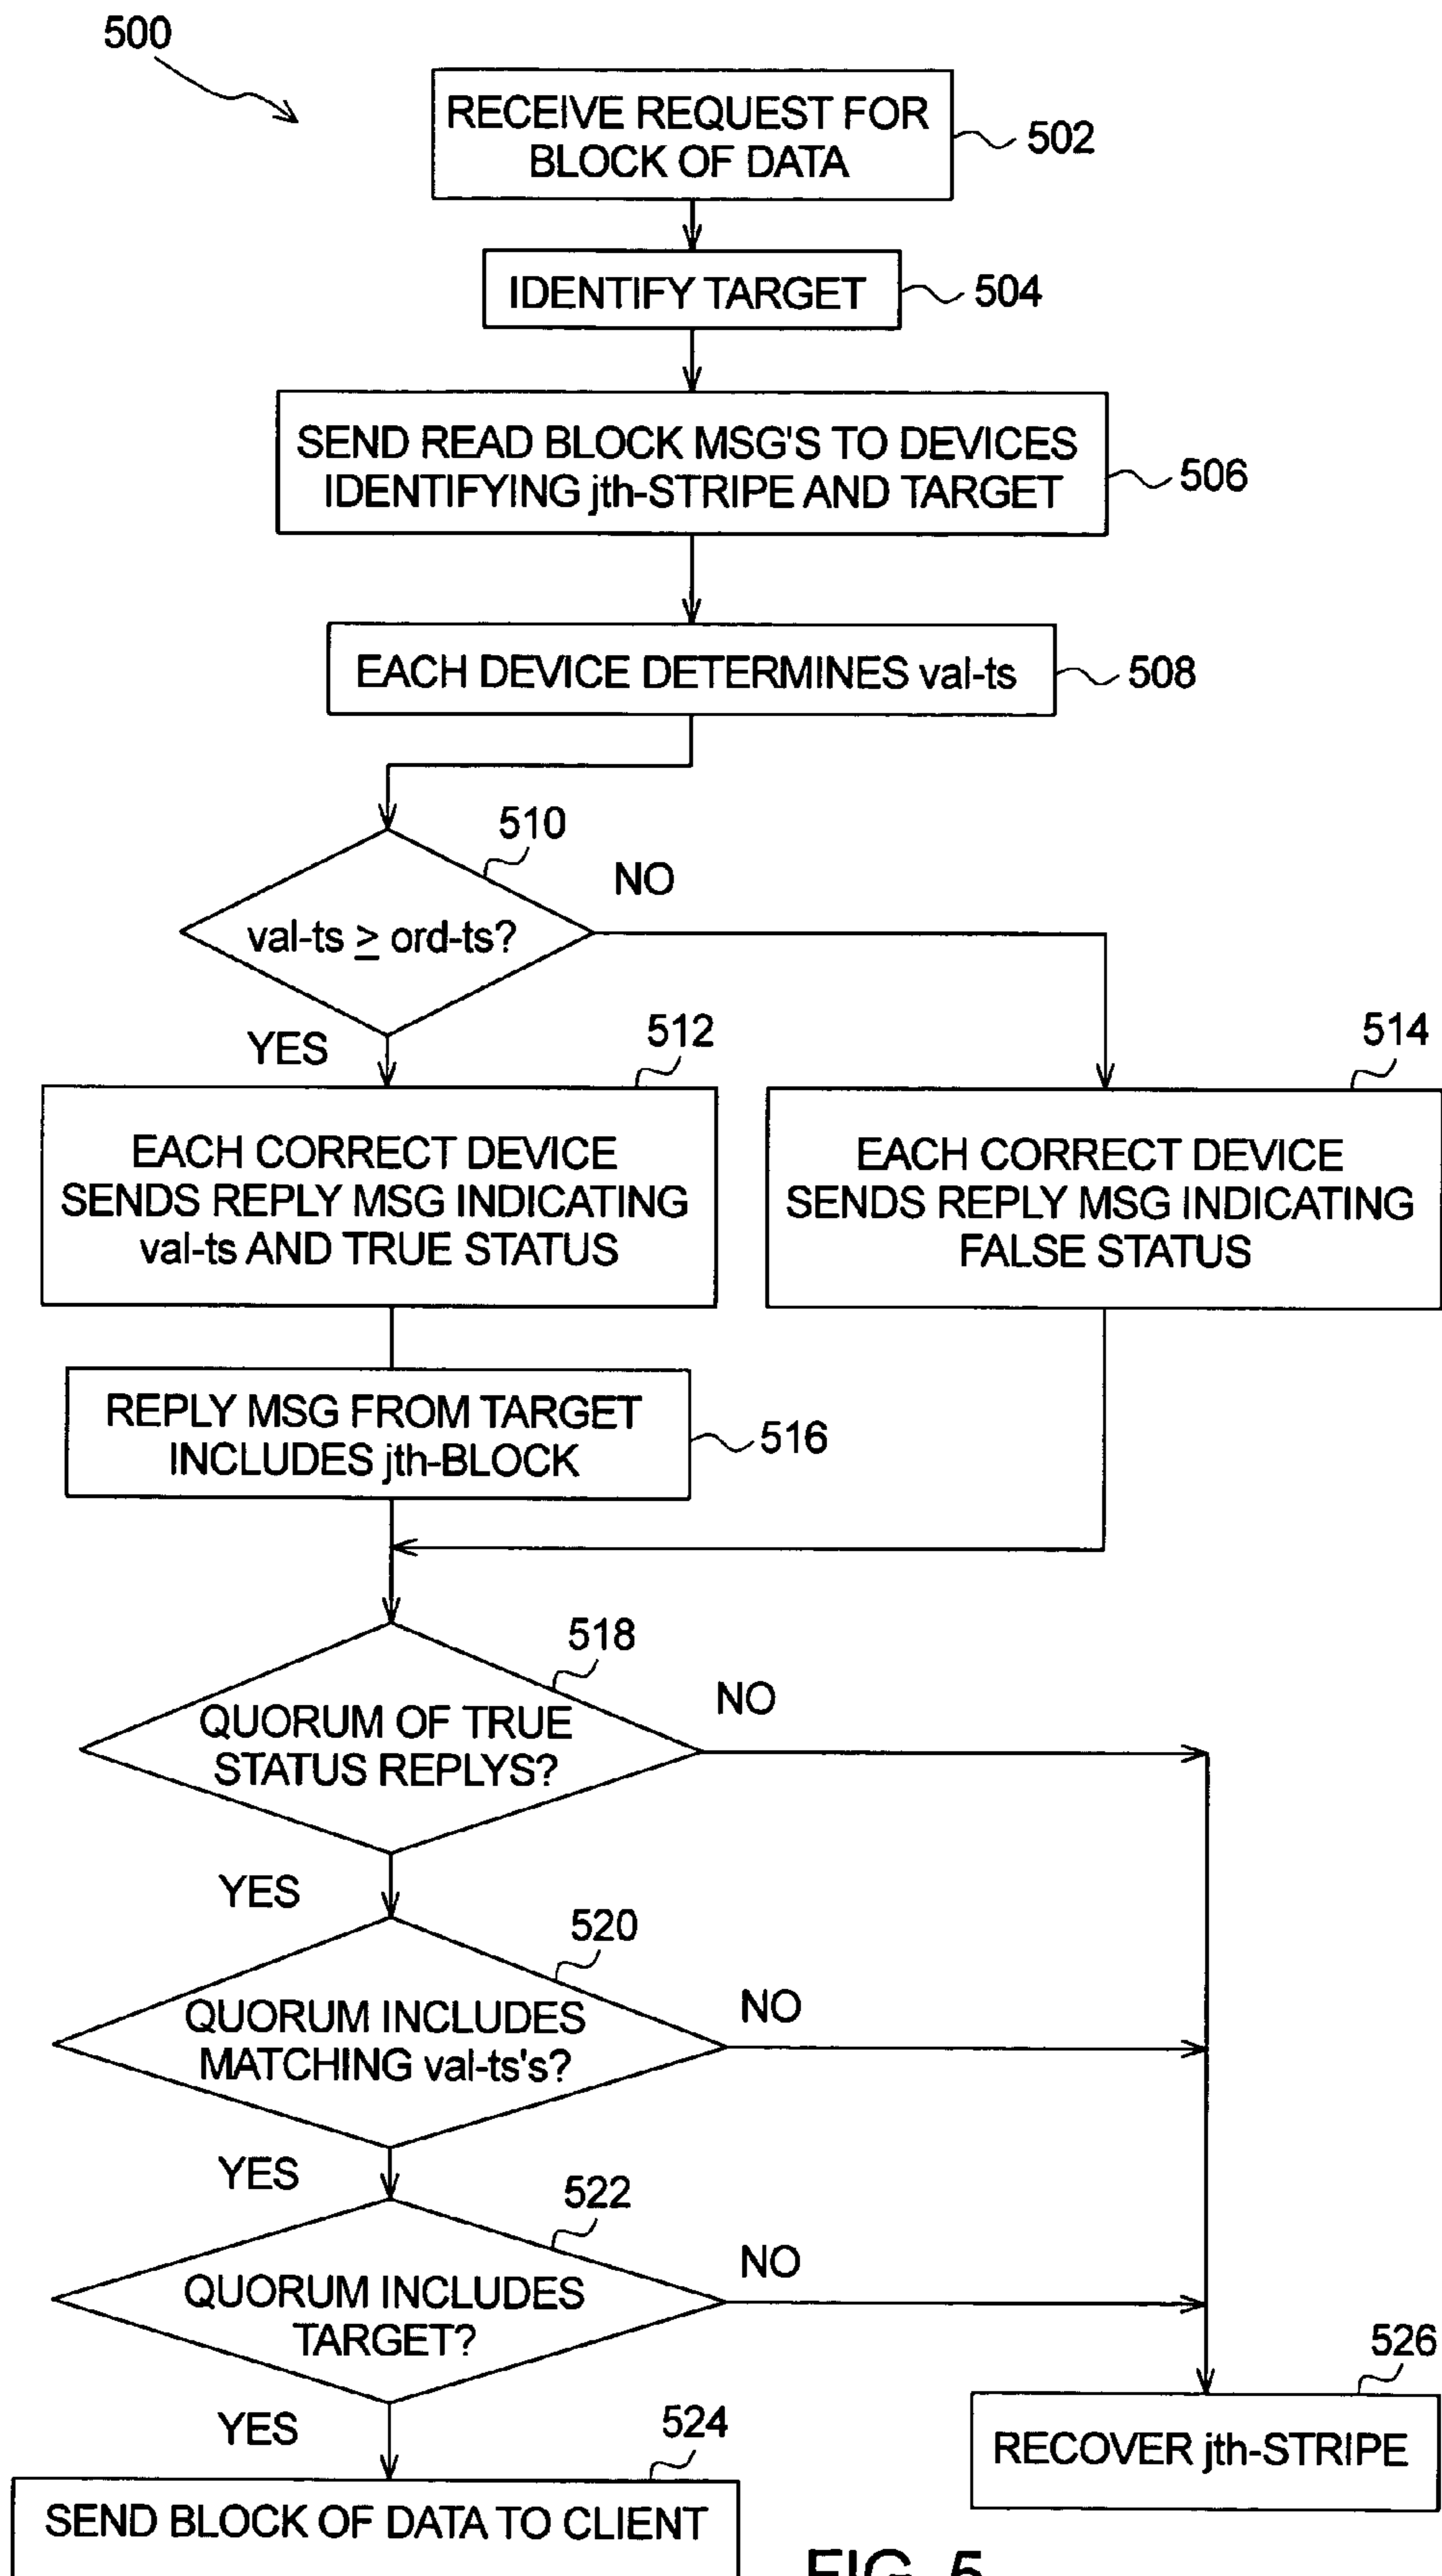 500
RECEIVE REQUEST FOR
BLOCK OF DATA
502
IDENTIFY TARGET
504
SEND READ BLOCK MSG'S TO DEVICES
IDENTIFYING jth-STRIPE AND TARGET
506
EACH DEVICE DETERMINES val-ts
508
510
NO
val-ts ≥ ord-ts?
YES
512
514
EACH CORRECT DEVICE
SENDS REPLY MSG INDICATING
val-ts AND TRUE STATUS
EACH CORRECT DEVICE
SENDS REPLY MSG INDICATING
FALSE STATUS
REPLY MSG FROM TARGET
INCLUDES jth-BLOCK
516
518
NO
QUORUM OF TRUE
STATUS REPLYS?
YES
520
NO
QUORUM INCLUDES
MATCHING val-ts's?
YES
522
NO
QUORUM INCLUDES
TARGET?
YES
524
526
RECOVER jth-STRIPE
SEND BLOCK OF DATA TO CLIENT
FIG. 5